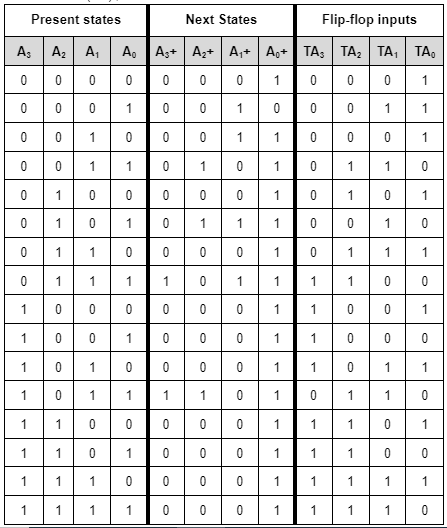 Present states Next States Flip-flop inputs
A3 A2 A1 A0 A3+ A2+ A1+ A0+ TA3 TA2 TA1 TA0
0 0 0 0 0 0 0 1 0 0 0 1
0 0 0 1 0 0 1 0 0 0 1 1
0 0 1 0 0 0 1 1 0 0 0 1
0 0 1 1 0 1 0 1 0 1 1 0
0 1 0 0 0 0 0 1 0 1 0 1
0 1 0 1 0 1 1 1 0 0 1 0
0 1 1 0 0 0 0 1 0 1 1 1
0 1 1 1 1 0 1 1 1 1 0 0
1 0 0 0 0 0 0 1 1 0 0 1
1 0 0 1 0 0 0 1 1 0 0 0
1 0 1 0 0 0 0 1 1 0 1 1
1 0 1 1 1 1 0 1 0 1 1 0
1 1 0 0 0 0 0 1 1 1 0 1
1 1 0 1 0 0 0 1 1 1 0 0
1 1 1 0 0 0 0 1 1 1 1 1
1 1 1 1 0 0 0 1 1 1 1 0